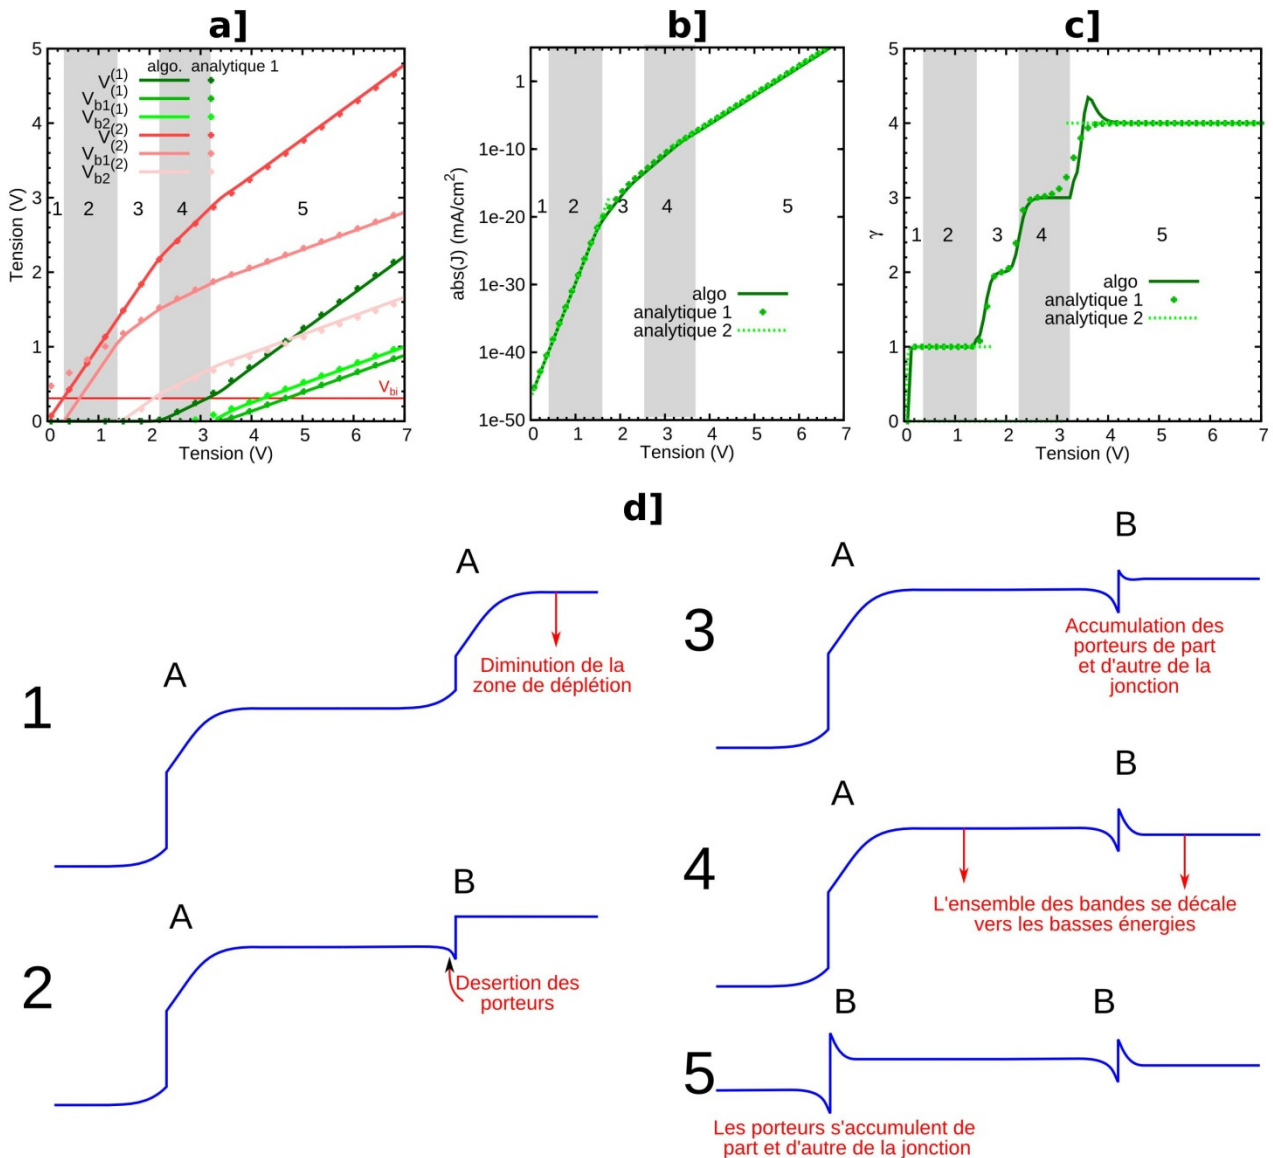 a]
b]
c]
algo. analytique 1
V(1)
Vb1(1)
Vb2(1)
V(2)
Vb1(2)
Vb2(2)
Vbi
1 2 3 4 5
0 1 2 3 4 5
0 1 2 3 4 5 6 7
Tension (V)
Tension (V)
1
1e-10
1e-20
1e-30
1e-40
1e-50
abs(J) (mA/cm2)
1 2 3 4 5
algo
analytique 1
analytique 2
0 1 2 3 4 5 6 7
Tension (V)
5
4
3
2
1
0
γ
1 2 3 4 5
algo
analytique 1
analytique 2
0 1 2 3 4 5 6 7
Tension (V)
d]
1
A
A
Diminution de la
zone de déplétion
2
A
B
Desertion des
porteurs
3
A
B
Accumulation des
porteurs de part
et d'autre de la
jonction
4
A
B
L'ensemble des bandes se décale
vers les basses énergies
5
B
B
Les porteurs s'accumulent de
part et d'autre de la jonction